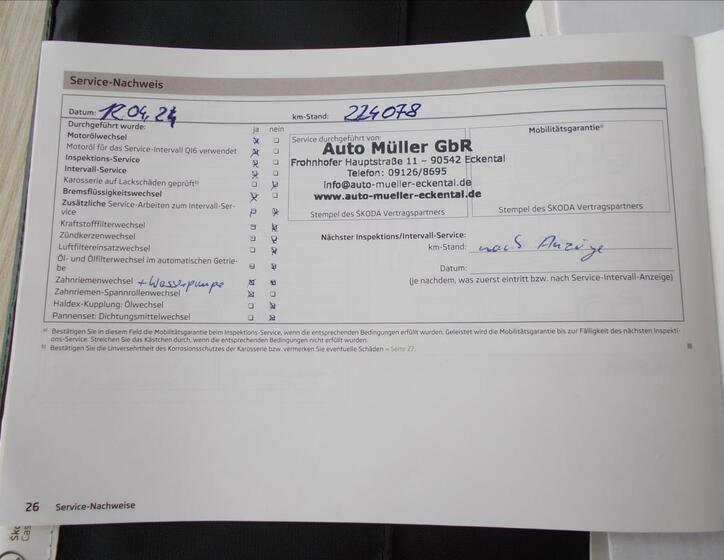 Service-Nachweis
Datum: 12.04.24 km-Stand: 224078
Durchgeführt wurde: ja nein
Motorölwechsel
Motoröl für das Service-Intervall QI6 verwendet
Inspektions-Service
Intervall-Service
Karosserie auf Lackschäden geprüft b)
Bremsflüssigkeitswechsel
Zusätzliche Service-Arbeiten zum Intervall-Ser-
vice
Kraftstofffilterwechsel
Zündkerzenwechsel
Luftfiltereinsatzwechsel
Öl- und Ölfilterwechsel im automatischen Getrie-
be
Zahnriemenwechsel + Wasserpumpe
Zahnriemen-Spannrollenwechsel
Haldex-Kupplung: Ölwechsel
Pannenset: Dichtungsmittelwechsel
Service durchgeführt von:
Auto Müller GbR
Frohnhofer Hauptstraße 11 – 90542 Eckental
Telefon: 09126/8695
info@auto-mueller-eckental.de
www.auto-mueller-eckental.de
Stempel des ŠKODA Vertragspartners
Mobilitätsgarantie a)
Stempel des ŠKODA Vertragspartners
Nächster Inspektions/Intervall-Service:
km-Stand: nach Anzeige
Datum:
(je nachdem, was zuerst eintritt bzw. nach Service-Intervall-Anzeige)
a) Bestätigen Sie in diesem Feld die Mobilitätsgarantie beim Inspektions-Service, wenn die entsprechenden Bedingungen erfüllt wurden. Geleistet wird die Mobilitätsgarantie bis zur Fälligkeit des nächsten Inspekti-
ons-Service. Streichen Sie das Kästchen durch, wenn die entsprechenden Bedingungen nicht erfüllt wurden.
b) Bestätigen Sie die Unversehrtheit des Korrosionsschutzes der Karosserie bzw. vermerken Sie eventuelle Schäden » Seite 27.
26 Service-Nachweise